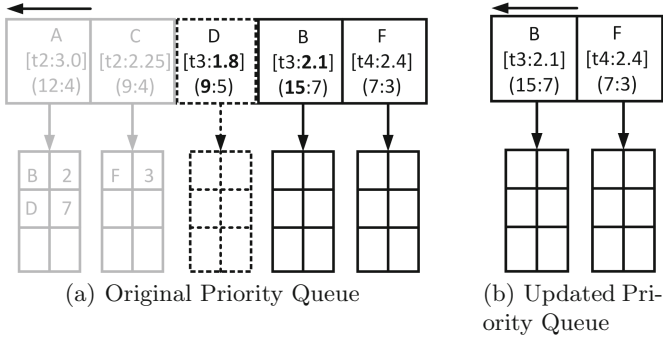 A C D B F
[t2:3.0] [t2:2.25] [t3:1.8] [t3:2.1] [t4:2.4]
(12:4) (9:4) (9:5) (15:7) (7:3)
B 2 F 3
D 7
(a) Original Priority Queue
B F
[t3:2.1] [t4:2.4]
(15:7) (7:3)
(b) Updated Pri-
ority Queue